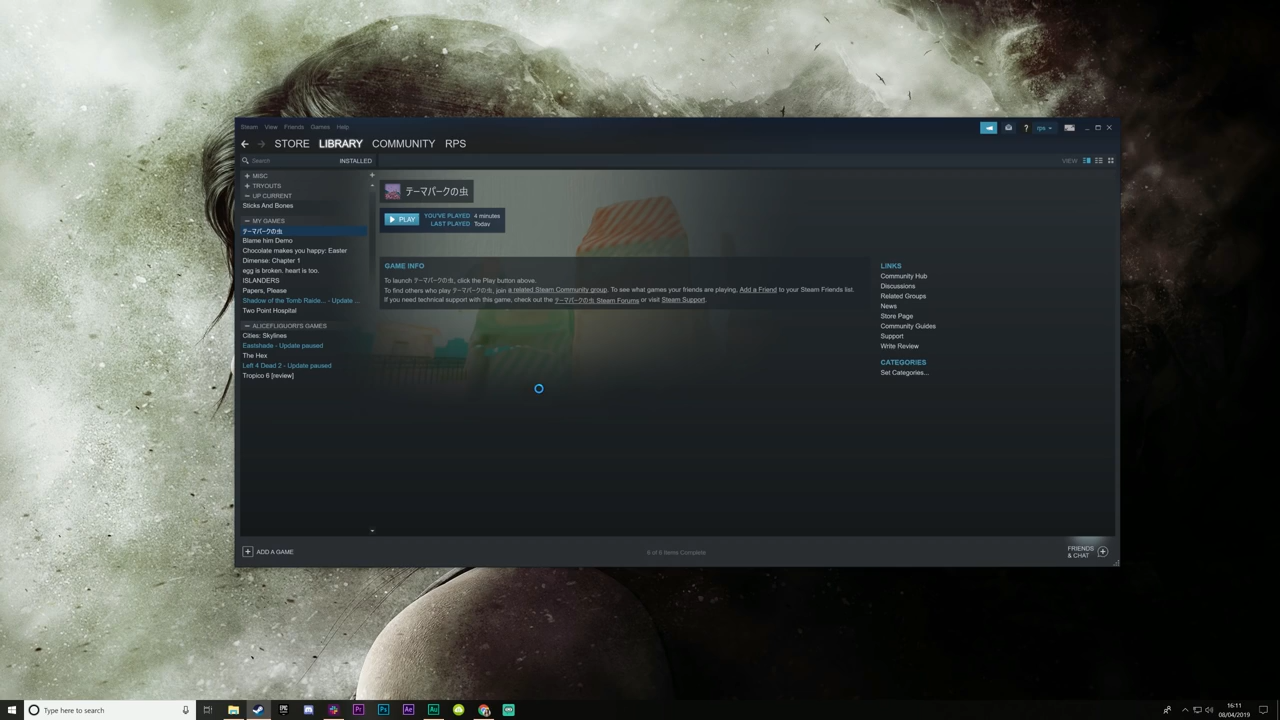 Steam View Friends Games Help
? rps
STORE LIBRARY COMMUNITY RPS
Search INSTALLED
VIEW
MISC
TRYOUTS
UP CURRENT
Sticks And Bones
MY GAMES
テーマパークの虫
Blame him Demo
Chocolate makes you happy: Easter
Dimense: Chapter 1
egg is broken. heart is too.
ISLANDERS
Papers, Please
Shadow of the Tomb Raide... - Update ...
Two Point Hospital
ALICEFLIGUORI'S GAMES
Cities: Skylines
Eastshade - Update paused
The Hex
Left 4 Dead 2 - Update paused
Tropico 6 [review]
テーマパークの虫
PLAY
YOU'VE PLAYED 4 minutes
LAST PLAYED Today
GAME INFO
To launch テーマパークの虫, click the Play button above.
To find others who play テーマパークの虫, join a related Steam Community group. To see what games your friends are playing, Add a Friend to your Steam Friends list.
If you need technical support with this game, check out the テーマパークの虫 Steam Forums or visit Steam Support.
LINKS
Community Hub
Discussions
Related Groups
News
Store Page
Community Guides
Support
Write Review
CATEGORIES
Set Categories...
ADD A GAME
Items Complete
FRIENDS
& CHAT
Type here to search
EPIC
Pr Ps Ae Au
16:11
08/04/2019